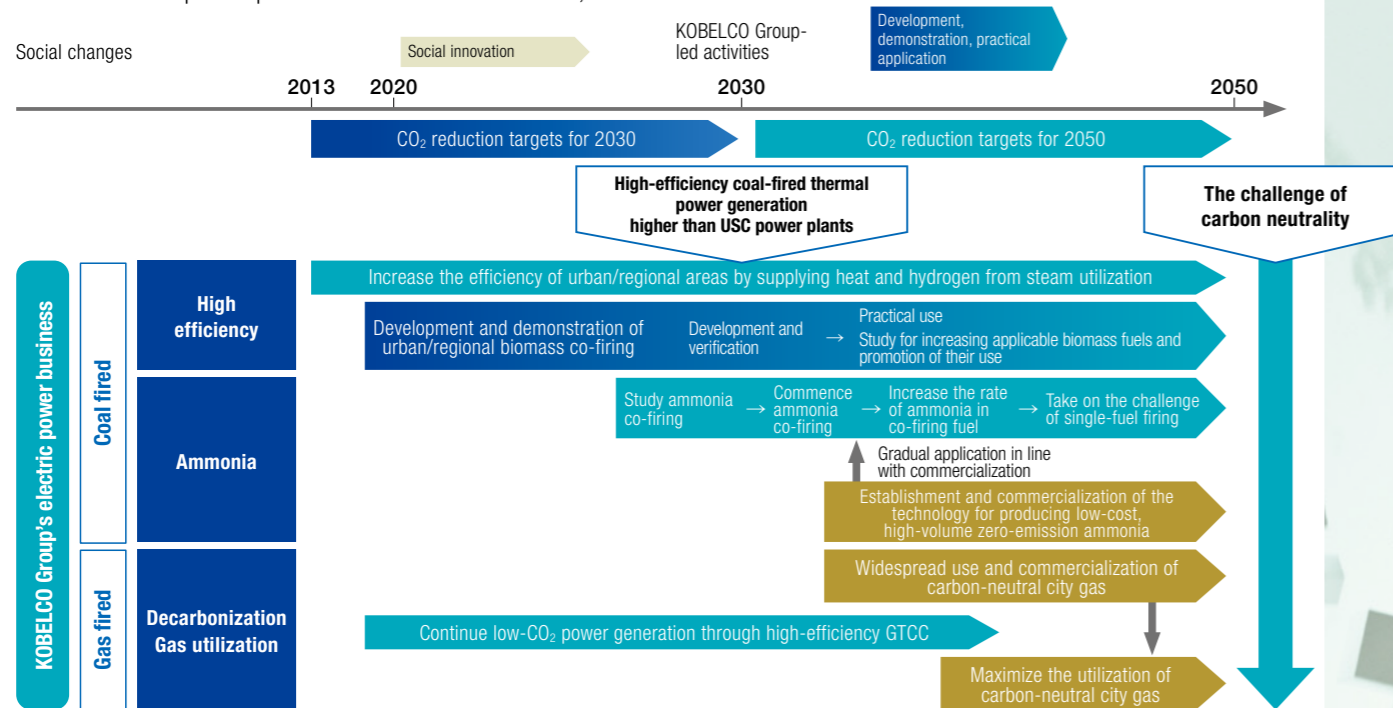 Social changes
Social innovation
KOBELCO Group-
led activities
Development,
demonstration, practical
application
2013
2020
2030
2050
CO₂ reduction targets for 2030
CO₂ reduction targets for 2050
High-efficiency coal-fired thermal
power generation
higher than USC power plants
The challenge of
carbon neutrality
KOBELCO Group's electric power business
Coal fired
High
efficiency
Increase the efficiency of urban/regional areas by supplying heat and hydrogen from steam utilization
Development and demonstration of
urban/regional biomass co-firing
Development and
verification
→
Practical use
Study for increasing applicable biomass fuels and
promotion of their use
Ammonia
Study ammonia
co-firing
→
Commence
ammonia
co-firing
→
Increase the rate
of ammonia in
co-firing fuel
→
Take on the challenge
of single-fuel firing
Gradual application in line
with commercialization
Establishment and commercialization of the
technology for producing low-cost,
high-volume zero-emission ammonia
Gas fired
Decarbonization
Gas utilization
Widespread use and commercialization of
carbon-neutral city gas
Continue low-CO₂ power generation through high-efficiency GTCC
Maximize the utilization of
carbon-neutral city gas